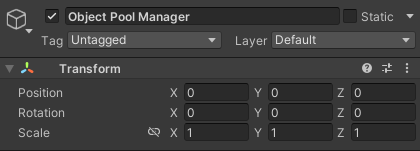 Object Pool Manager Static
Tag Untagged Layer Default
Transform
Position X 0 Y 0 Z 0
Rotation X 0 Y 0 Z 0
Scale X 1 Y 1 Z 1